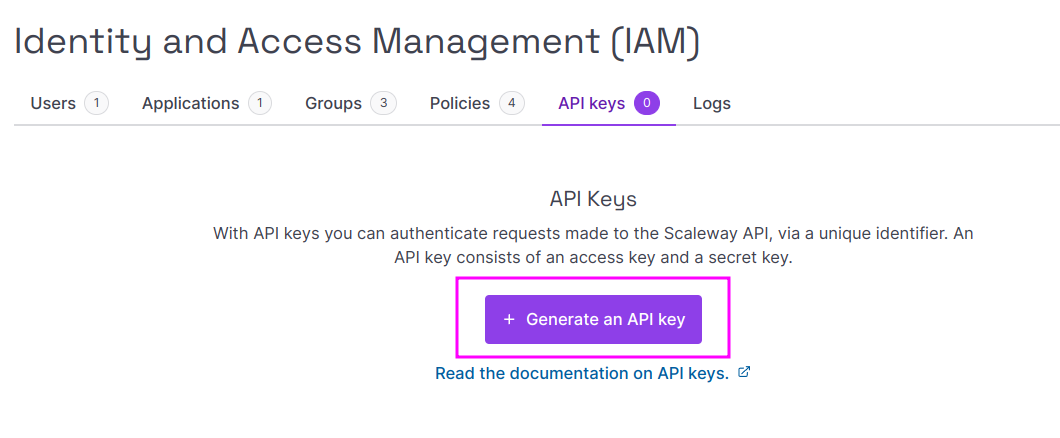 Identity and Access Management (IAM)
Users 1 Applications 1 Groups 3 Policies 4 API keys 0 Logs
API Keys
With API keys you can authenticate requests made to the Scaleway API, via a unique identifier. An
API key consists of an access key and a secret key.
+ Generate an API key
Read the documentation on API keys.